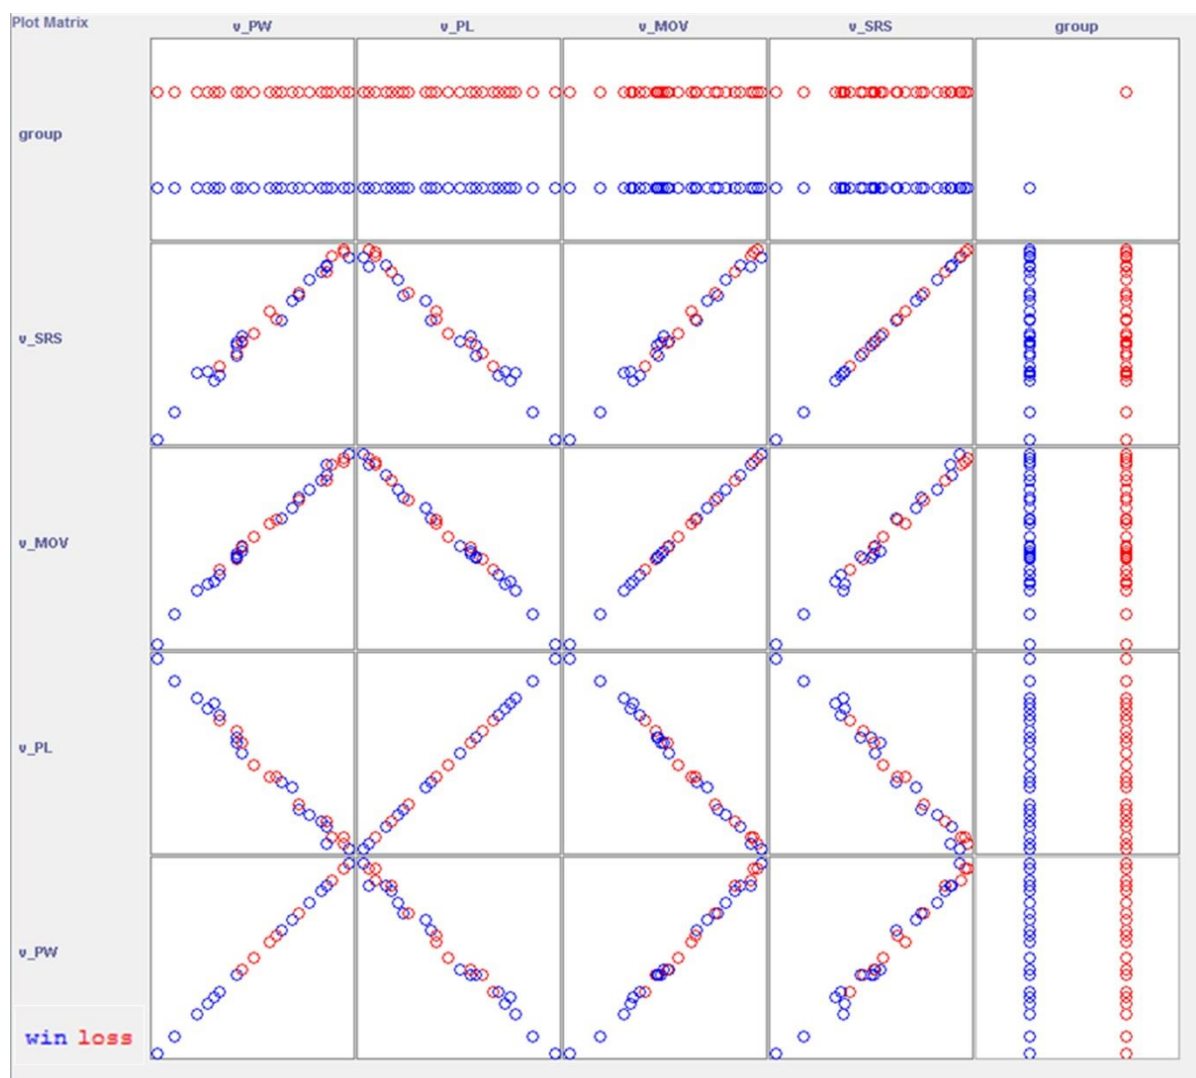 Plot Matrix
v_PW v_PL v_MOV v_SRS group
group
v_SRS
v_MOV
v_PL
v_PW
win loss